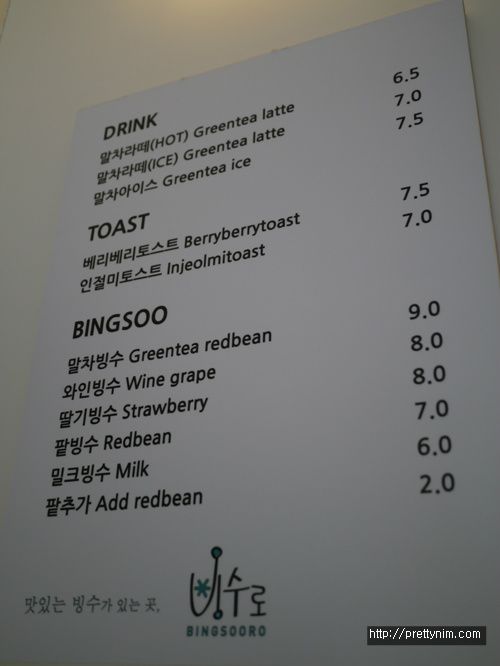 DRINK
말차라떼(HOT) Greentea latte 6.5
말차라떼(ICE) Greentea latte 7.0
말차아이스 Greentea ice 7.5
TOAST
베리베리토스트 Berryberrytoast 7.5
인절미토스트 Injeolmitoast 7.0
BINGSOO
말차빙수 Greentea redbean 9.0
와인빙수 Wine grape 8.0
딸기빙수 Strawberry 8.0
팥빙수 Redbean 7.0
밀크빙수 Milk 6.0
팥추가 Add redbean 2.0
맛있는 빙수가 있는 곳,
빙수로
BINGSOORO
http://prettynim.com